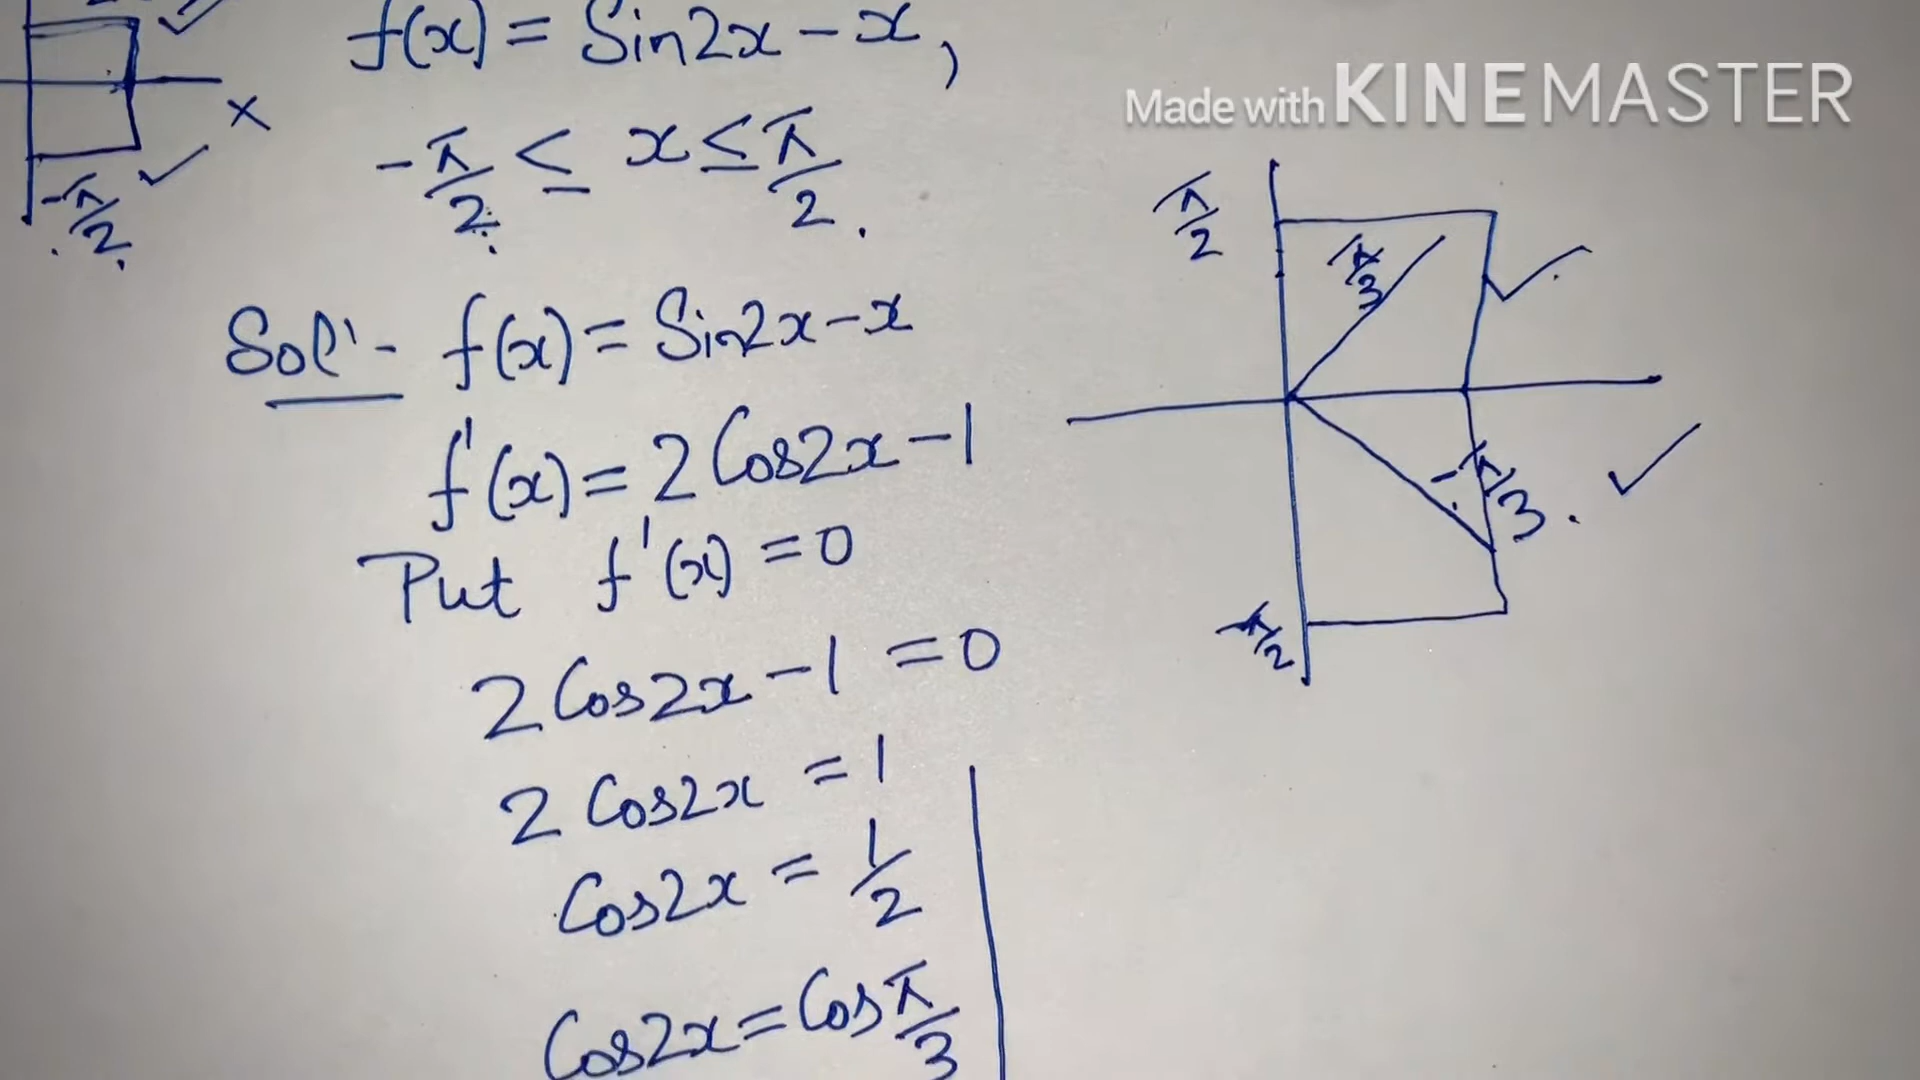 f(x) = Sin2x - x,
-π/2 ≤ x ≤ π/2.
x
-π/2
Made with KINEMASTER
π/2
π/3
-π/3.
-π/2
Sol:- f(x) = Sin2x - x
f'(x) = 2 Cos2x - 1
Put f'(x) = 0
2 Cos2x - 1 = 0
2 Cos2x = 1
Cos2x = 1/2
Cos2x = Cos π/3